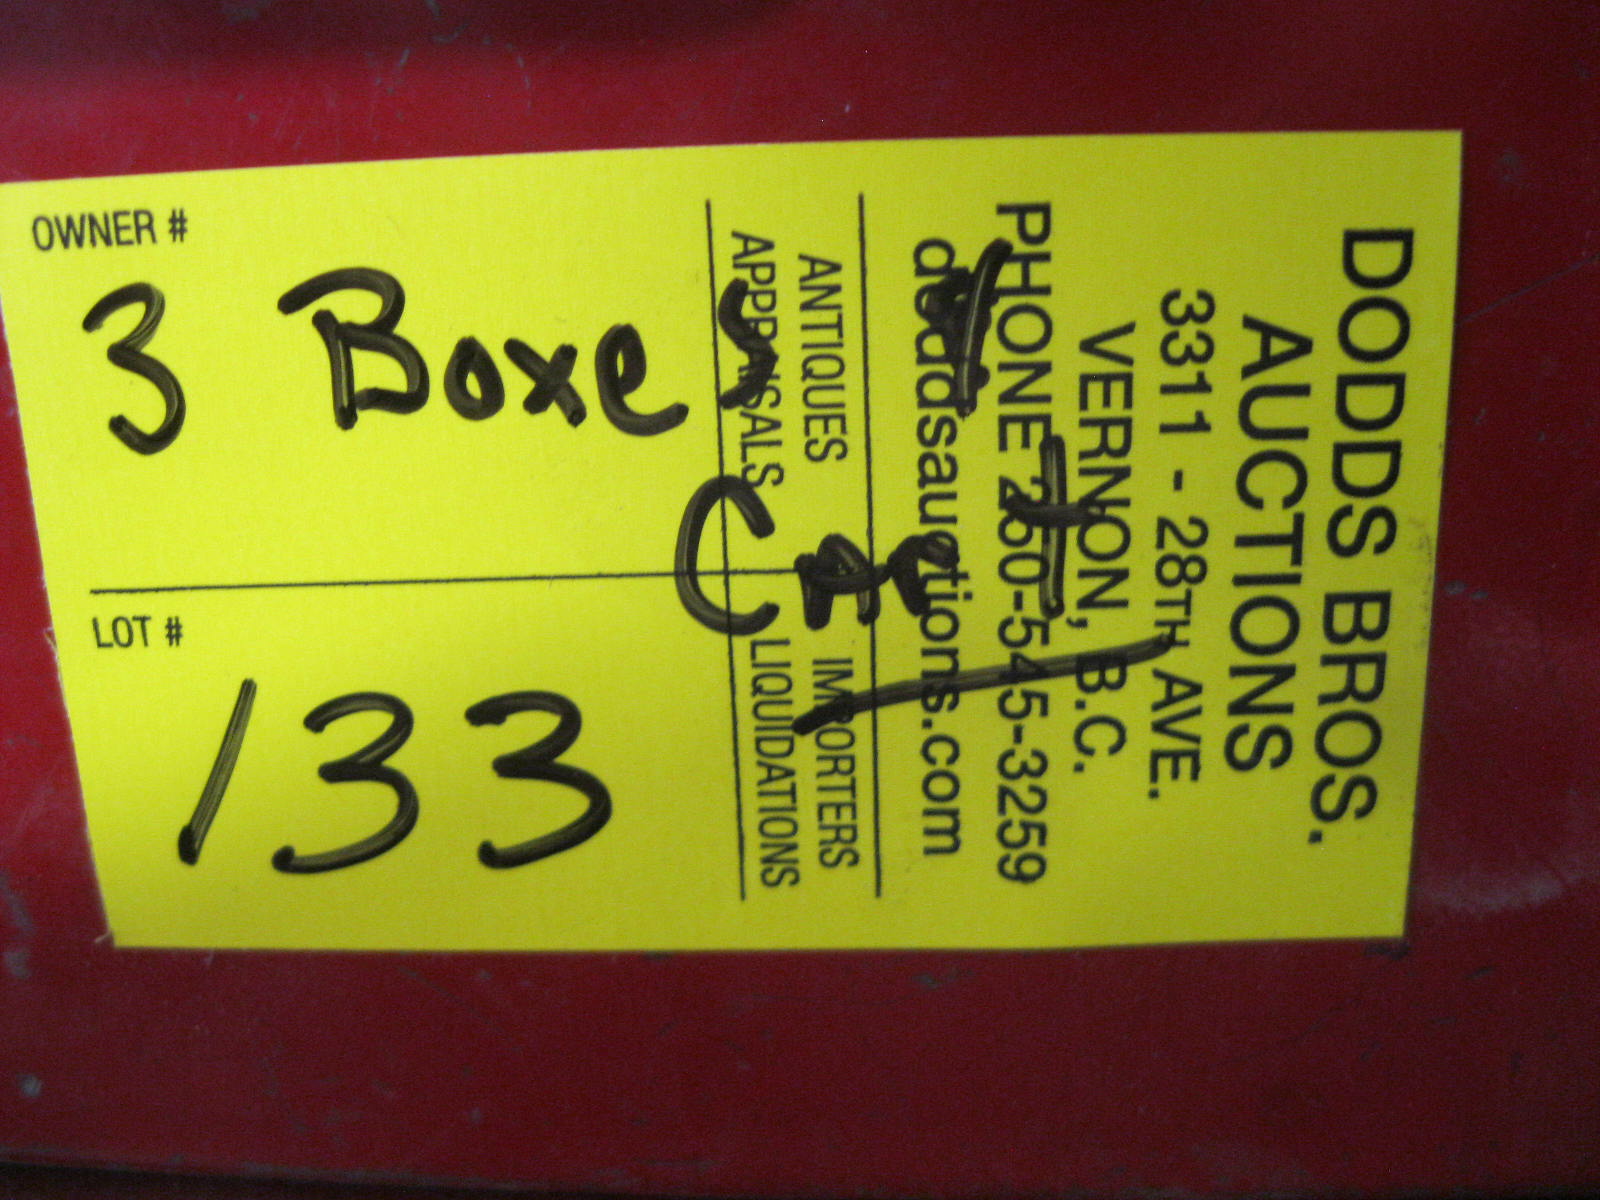 DODDS BROS.
AUCTIONS
3311 - 28TH AVE.
VERNON, B.C.
PHONE 250-545-3259
doddsauctions.com
ANTIQUES IMPORTERS
APPRAISALS LIQUIDATIONS
OWNER #
3 Boxes
LOT #
133